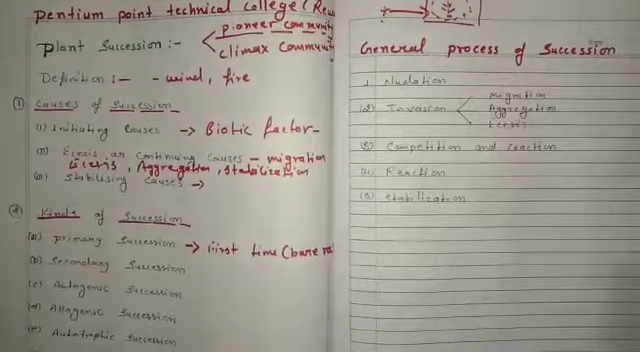 Pentium point technical college (Rewa
Plant Succession :- pioneer community
climax community
Definition :- - wind, fire
(1) Causes of Succession
(i) Initiating Causes → Biotic factor-
(ii) Ecesis or Continuing Causes - migration
Ecesis, Aggregation, Stabilization
(iii) Stabilising Causes →
(2) Kinds of Succession
(a) primary Succession → First time (bare
(b) Secondary Succession
(c) Autogenic Succession
(d) Allogenic Succession
(e) Autotrophic Succession
General process of Succession
1. Nudation
(2) Invasion Migration
Aggregation
Ecesis
(3) Competition and coaction
(4) Reaction
(5) Stabilization